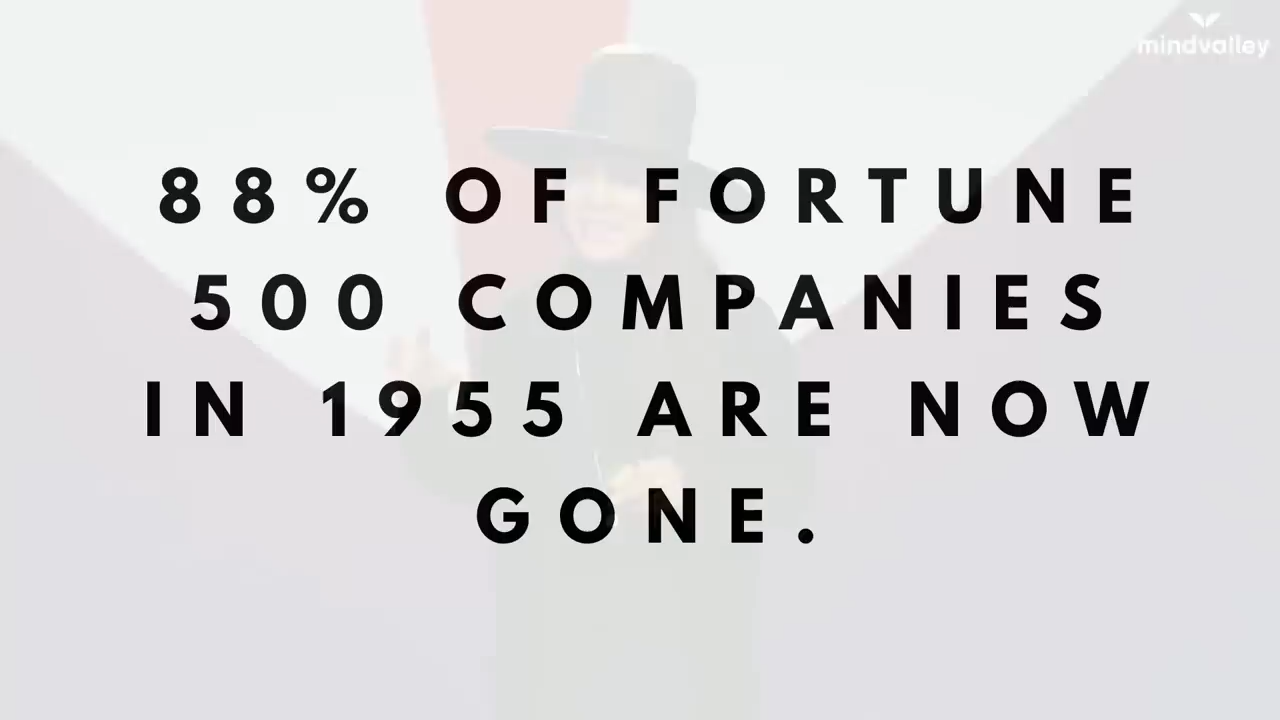 mindvalley
88% OF FORTUNE
500 COMPANIES
IN 1955 ARE NOW
GONE.